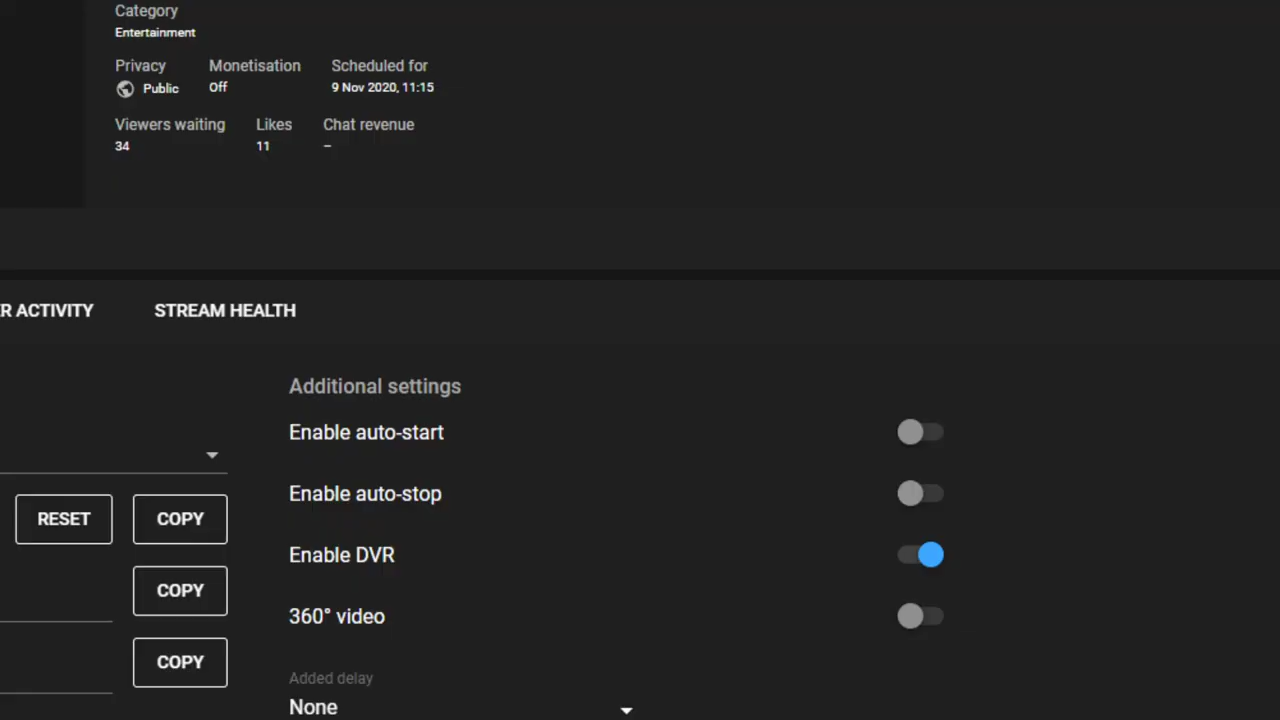 Category
Entertainment
Privacy Monetisation Scheduled for
Public Off 9 Nov 2020, 11:15
Viewers waiting Likes Chat revenue
34 11 –
R ACTIVITY STREAM HEALTH
Additional settings
Enable auto-start
Enable auto-stop
RESET COPY
Enable DVR
COPY
360° video
COPY
Added delay
None